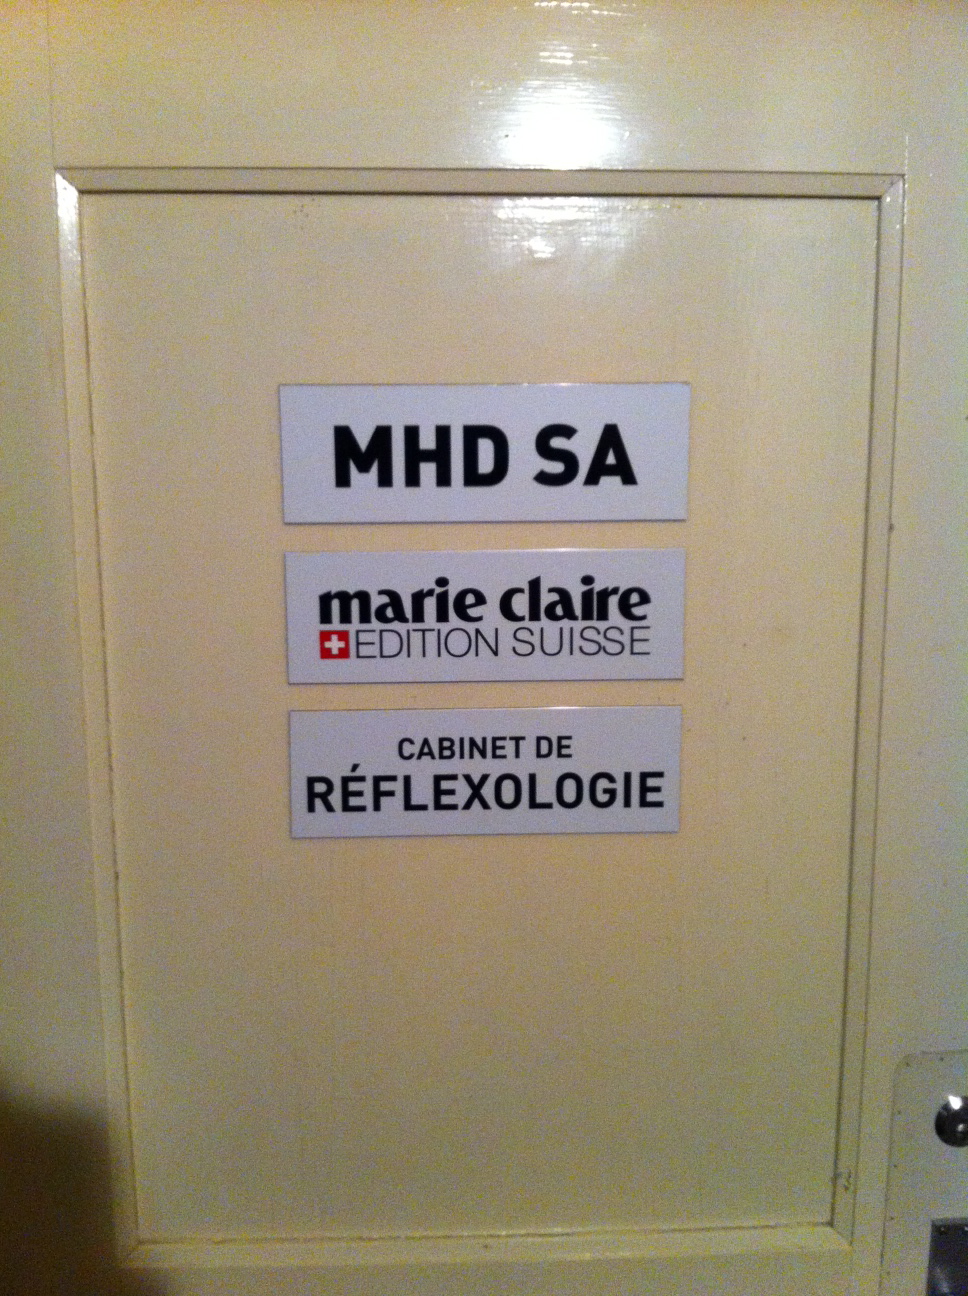 MHD SA
marie claire
EDITION SUISSE
CABINET DE
RÉFLEXOLOGIE